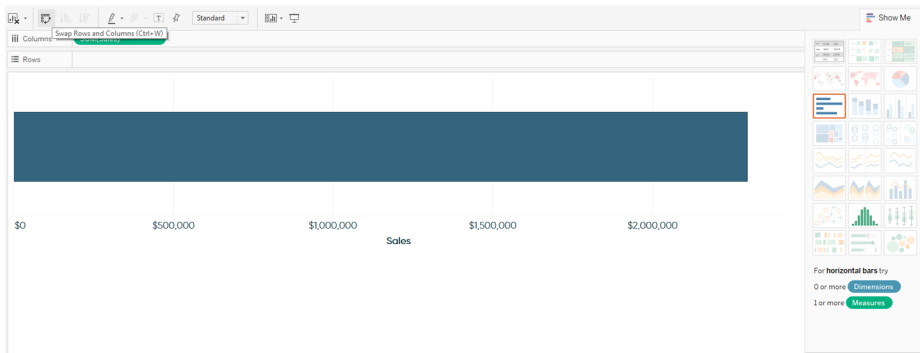 Standard
Show Me
Swap Rows and Columns (Ctrl+W)
Columns
Rows
$0
$500,000
$1,000,000
$1,500,000
$2,000,000
Sales
For horizontal bars try
0 or more Dimensions
1 or more Measures